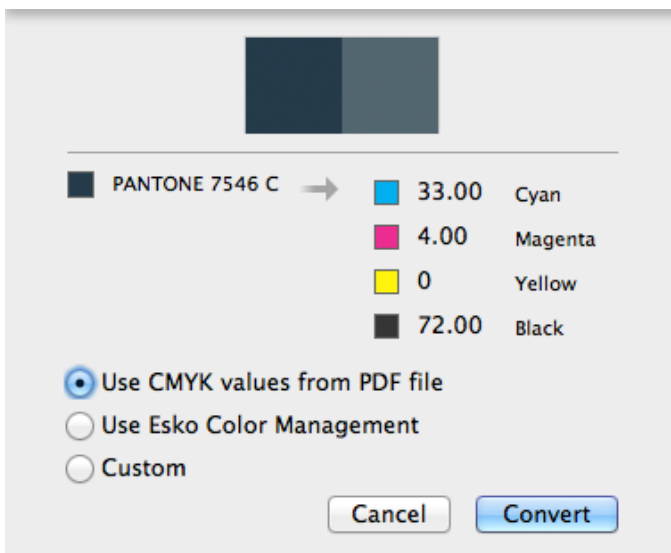 PANTONE 7546 C
33.00 Cyan
4.00 Magenta
0 Yellow
72.00 Black
Use CMYK values from PDF file
Use Esko Color Management
Custom
Cancel Convert